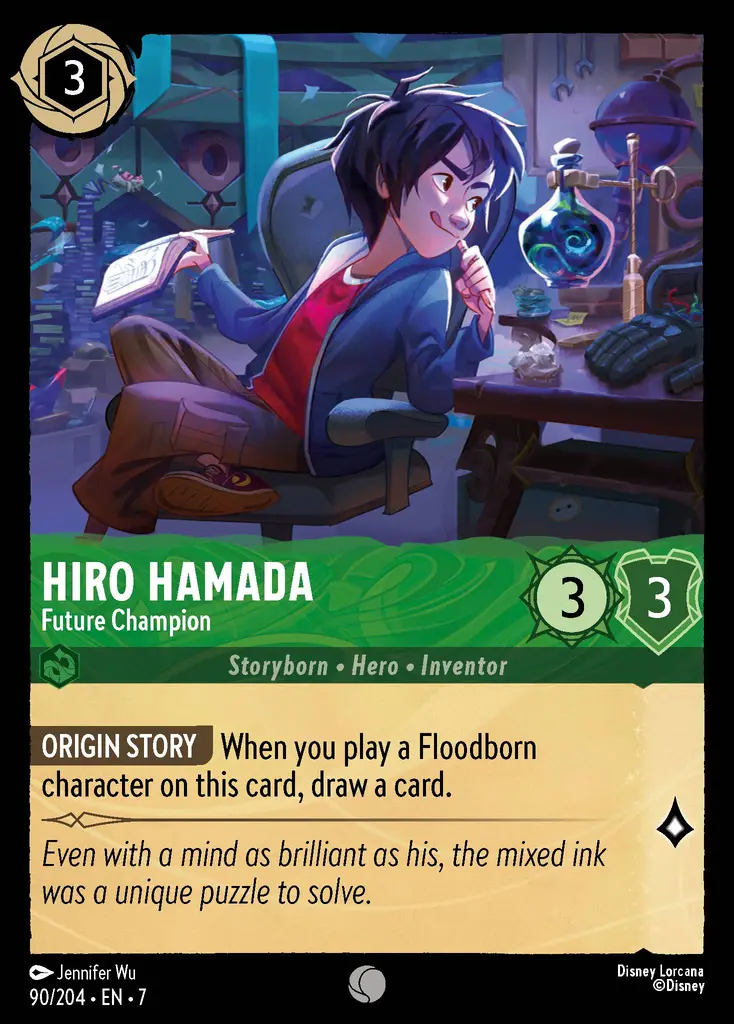 3
HIRO HAMADA
Future Champion
3
3
Storyborn • Hero • Inventor
ORIGIN STORY When you play a Floodborn
character on this card, draw a card.
Even with a mind as brilliant as his, the mixed ink
was a unique puzzle to solve.
Jennifer Wu
90/204 • EN • 7
Disney Lorcana
©Disney